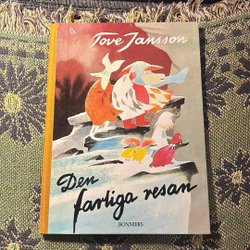 Tove Jansson
Den
farliga resan
BONNIERS